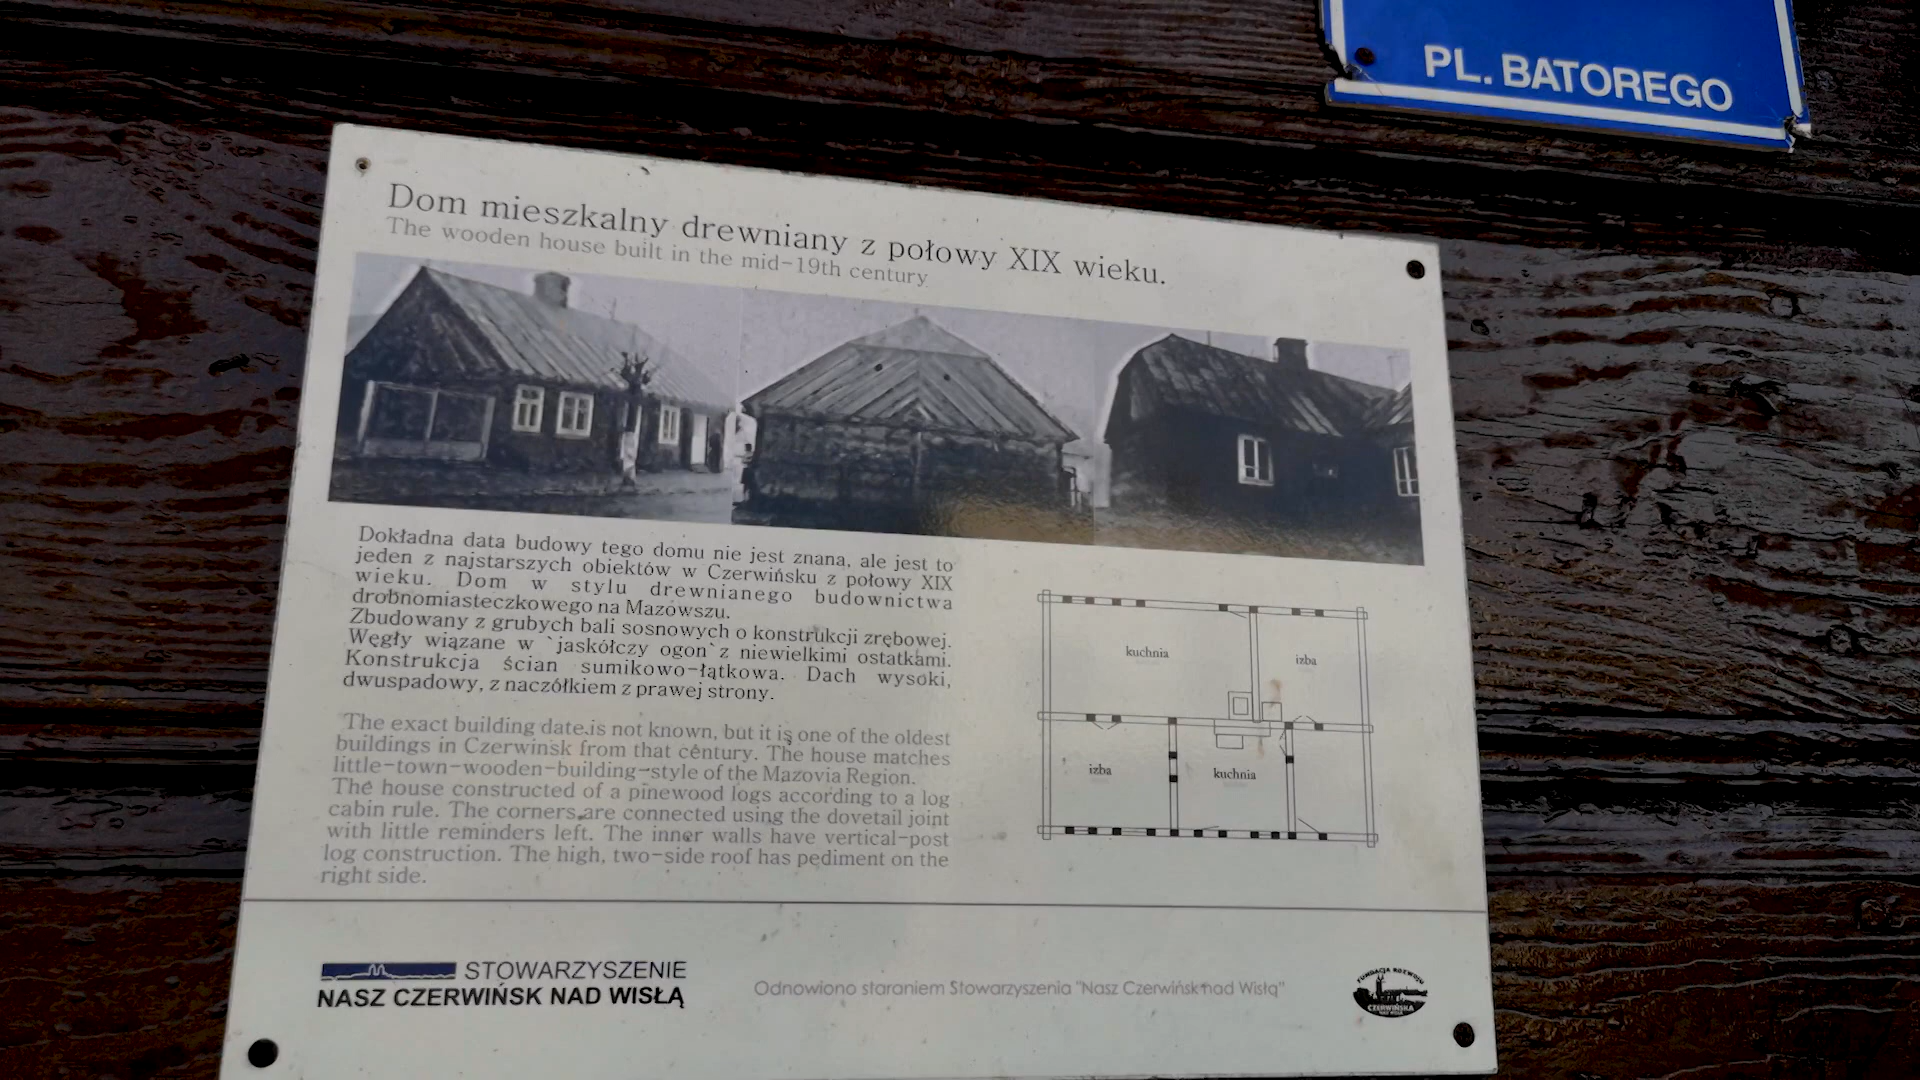 PL. BATOREGO
Dom mieszkalny drewniany z połowy XIX wieku.
The wooden house built in the mid-19th century
Dokładna data budowy tego domu nie jest znana, ale jest to
jeden z najstarszych obiektów w Czerwińsku z połowy XIX
wieku. Dom w stylu drewnianego budownictwa
drobnomiasteczkowego na Mazowszu.
Zbudowany z grubych bali sosnowych o konstrukcji zrębowej.
Węgły wiązane w `jaskółczy ogon` z niewielkimi ostatkami.
Konstrukcja ścian sumikowo-łątkowa. Dach wysoki,
dwuspadowy, z naczółkiem z prawej strony.
The exact building date is not known, but it is one of the oldest
buildings in Czerwinsk from that century. The house matches
little-town-wooden-building-style of the Mazovia Region.
The house constructed of a pinewood logs according to a log
cabin rule. The corners are connected using the dovetail joint
with little reminders left. The inner walls have vertical-post
log construction. The high, two-side roof has pediment on the
right side.
kuchnia
izba
izba
kuchnia
STOWARZYSZENIE
NASZ CZERWIŃSK NAD WISŁĄ
Odnowiono staraniem Stowarzyszenia "Nasz Czerwińsk nad Wisłą"
FUNDACJA ROZWOJU
CZERWIŃSKA
NAD WISŁĄ